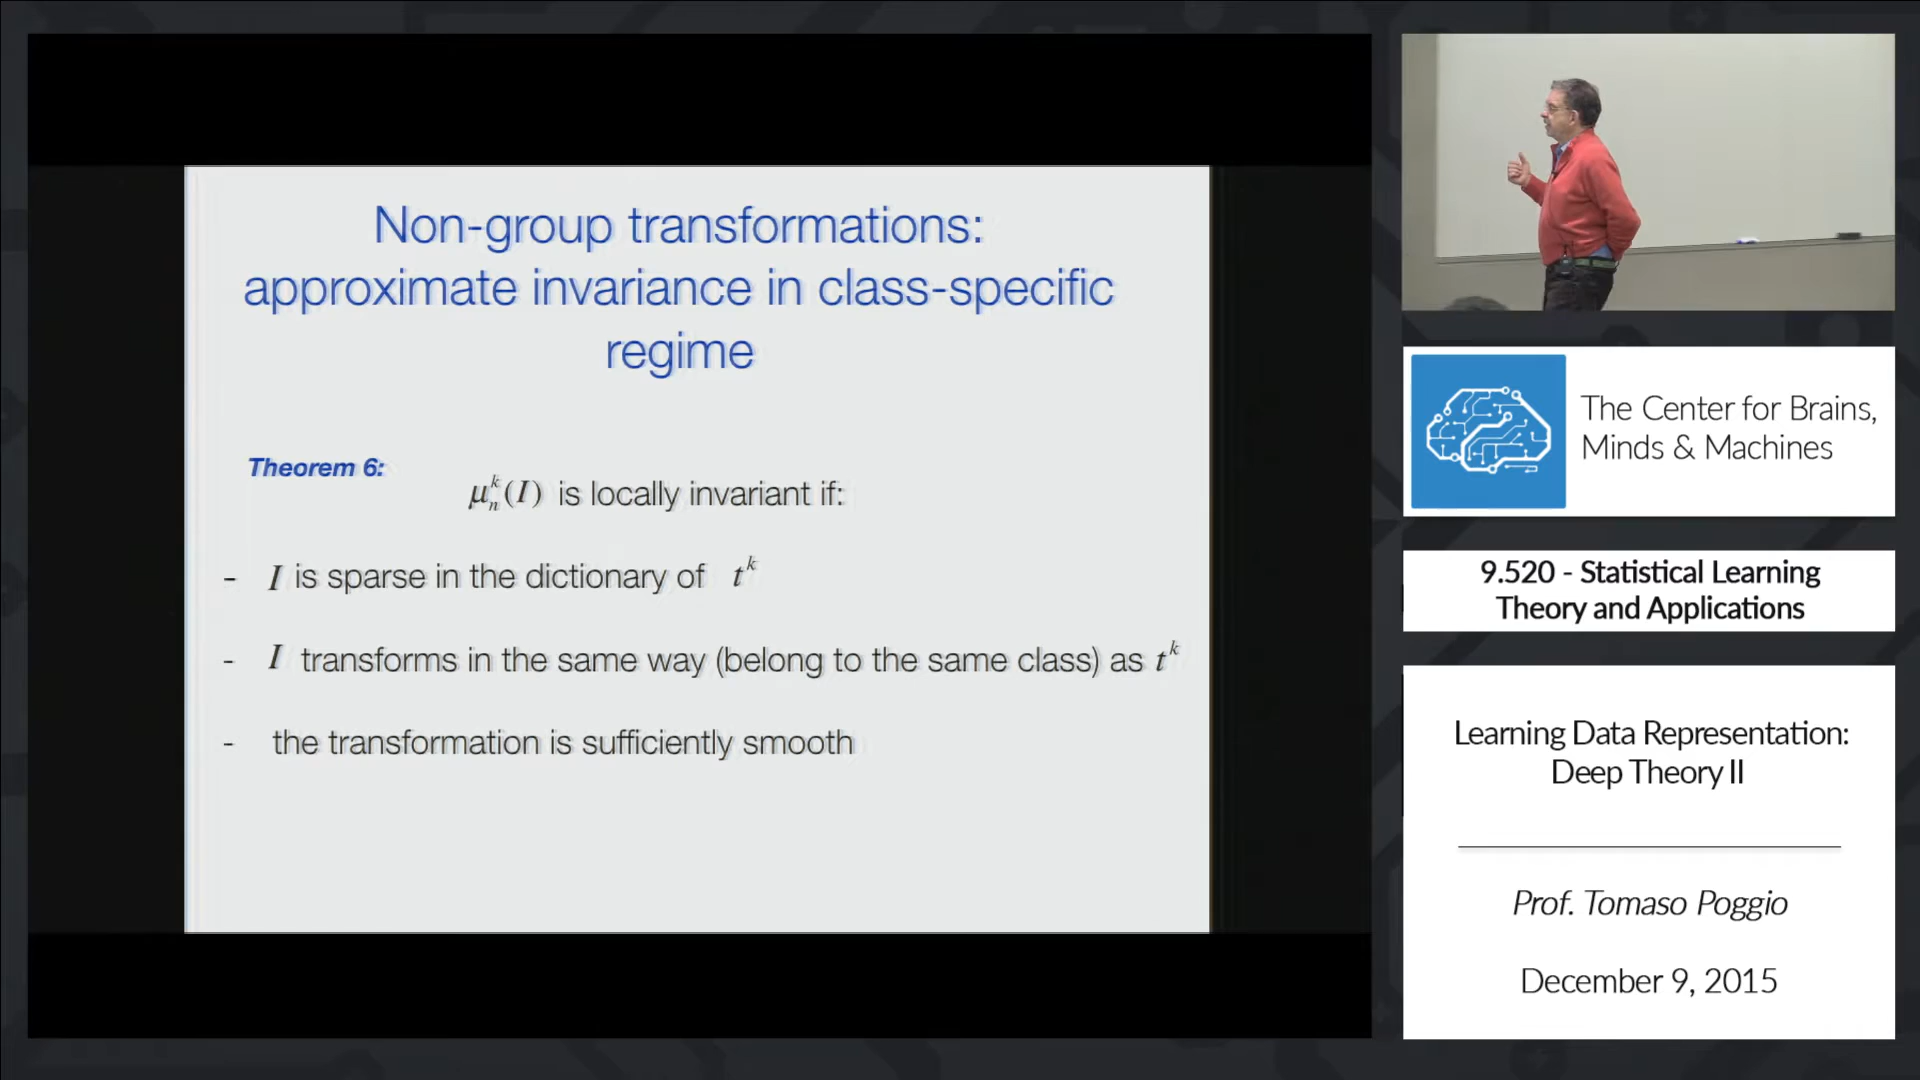 Non-group transformations:
approximate invariance in class-specific
regime
Theorem 6:
μₙᵏ(I) is locally invariant if:
- I is sparse in the dictionary of tᵏ
- I transforms in the same way (belong to the same class) as tᵏ
- the transformation is sufficiently smooth
The Center for Brains,
Minds & Machines
9.520 - Statistical Learning
Theory and Applications
Learning Data Representation:
Deep Theory II
Prof. Tomaso Poggio
December 9, 2015